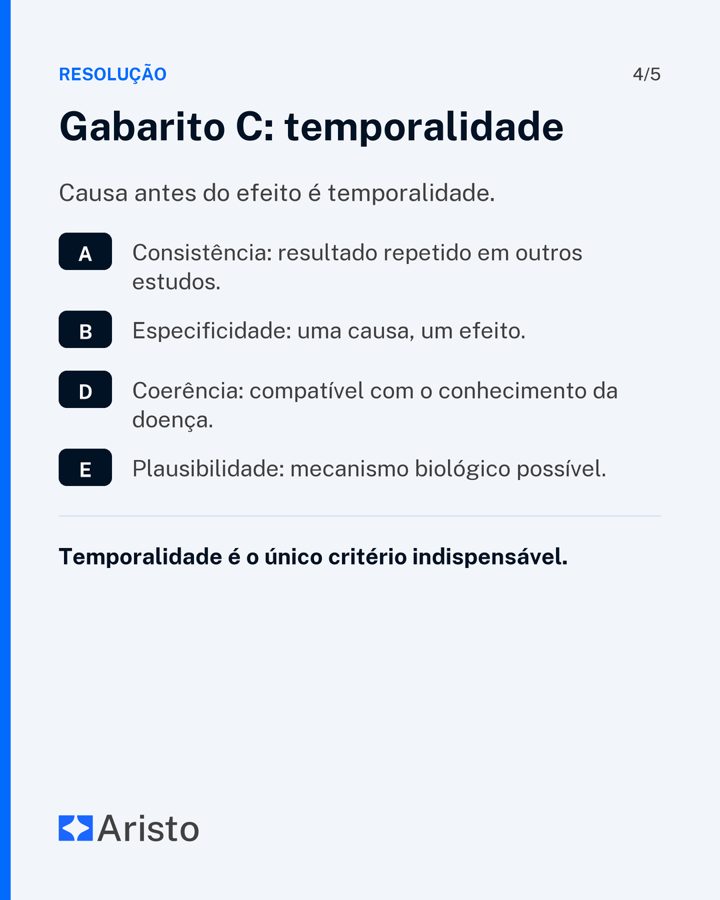 RESOLUÇÃO
4/5
Gabarito C: temporalidade
Causa antes do efeito é temporalidade.
A Consistência: resultado repetido em outros
estudos.
B Especificidade: uma causa, um efeito.
D Coerência: compatível com o conhecimento da
doença.
E Plausibilidade: mecanismo biológico possível.
Temporalidade é o único critério indispensável.
Aristo